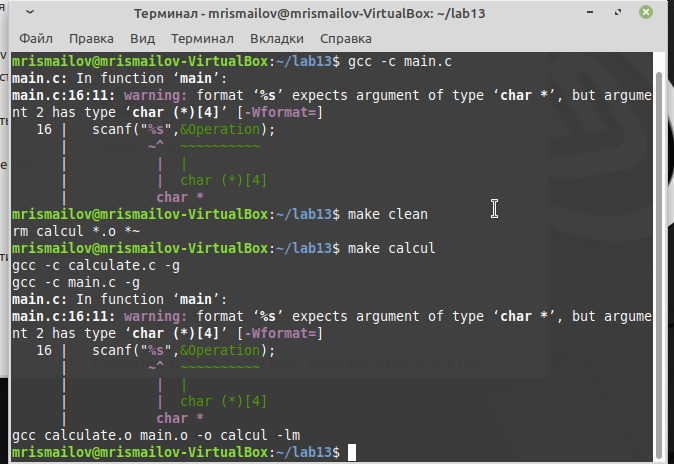 Терминал - mrismailov@mrismailov-VirtualBox: ~/lab13
Файл Правка Вид Терминал Вкладки Справка
mrismailov@mrismailov-VirtualBox:~/lab13$ gcc -c main.c
main.c: In function ‘main’:
main.c:16:11: warning: format ‘%s’ expects argument of type ‘char *’, but argume
nt 2 has type ‘char (*)[4]’ [-Wformat=]
   16 |   scanf("%s",&Operation);
      |          ~^  ~~~~~~~~~~
      |           |  |
      |           |  char (*)[4]
      |           char *
mrismailov@mrismailov-VirtualBox:~/lab13$ make clean
rm calcul *.o *~
mrismailov@mrismailov-VirtualBox:~/lab13$ make calcul
gcc -c calculate.c -g
gcc -c main.c -g
main.c: In function ‘main’:
main.c:16:11: warning: format ‘%s’ expects argument of type ‘char *’, but argume
nt 2 has type ‘char (*)[4]’ [-Wformat=]
   16 |   scanf("%s",&Operation);
      |          ~^  ~~~~~~~~~~
      |           |  |
      |           |  char (*)[4]
      |           char *
gcc calculate.o main.o -o calcul -lm
mrismailov@mrismailov-VirtualBox:~/lab13$